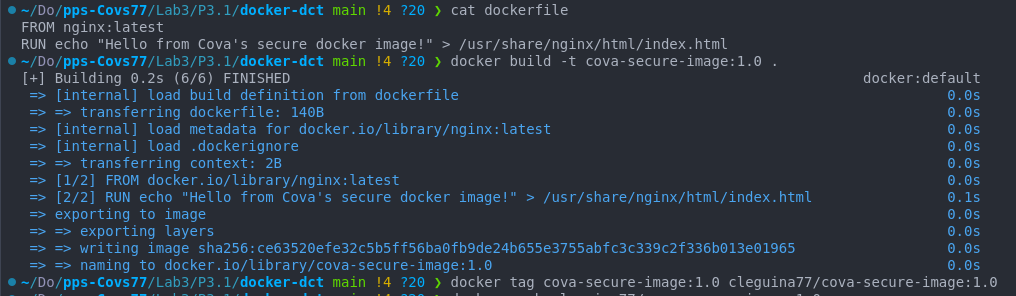 ~/Do/pps-Covs77/Lab3/P3.1/docker-dct main !4 ?20 ❯ cat dockerfile
FROM nginx:latest
RUN echo "Hello from Cova's secure docker image!" > /usr/share/nginx/html/index.html
~/Do/pps-Covs77/Lab3/P3.1/docker-dct main !4 ?20 ❯ docker build -t cova-secure-image:1.0 .
[+] Building 0.2s (6/6) FINISHED docker:default
=> [internal] load build definition from dockerfile 0.0s
=> => transferring dockerfile: 140B 0.0s
=> [internal] load metadata for docker.io/library/nginx:latest 0.0s
=> [internal] load .dockerignore 0.0s
=> => transferring context: 2B 0.0s
=> [1/2] FROM docker.io/library/nginx:latest 0.0s
=> [2/2] RUN echo "Hello from Cova's secure docker image!" > /usr/share/nginx/html/index.html 0.1s
=> exporting to image 0.0s
=> => exporting layers 0.0s
=> => writing image sha256:ce63520efe32c5b5ff56ba0fb9de24b655e3755abfc3c339c2f336b013e01965 0.0s
=> => naming to docker.io/library/cova-secure-image:1.0 0.0s
~/Do/pps-Covs77/Lab3/P3.1/docker-dct main !4 ?20 ❯ docker tag cova-secure-image:1.0 cleguina77/cova-secure-image:1.0